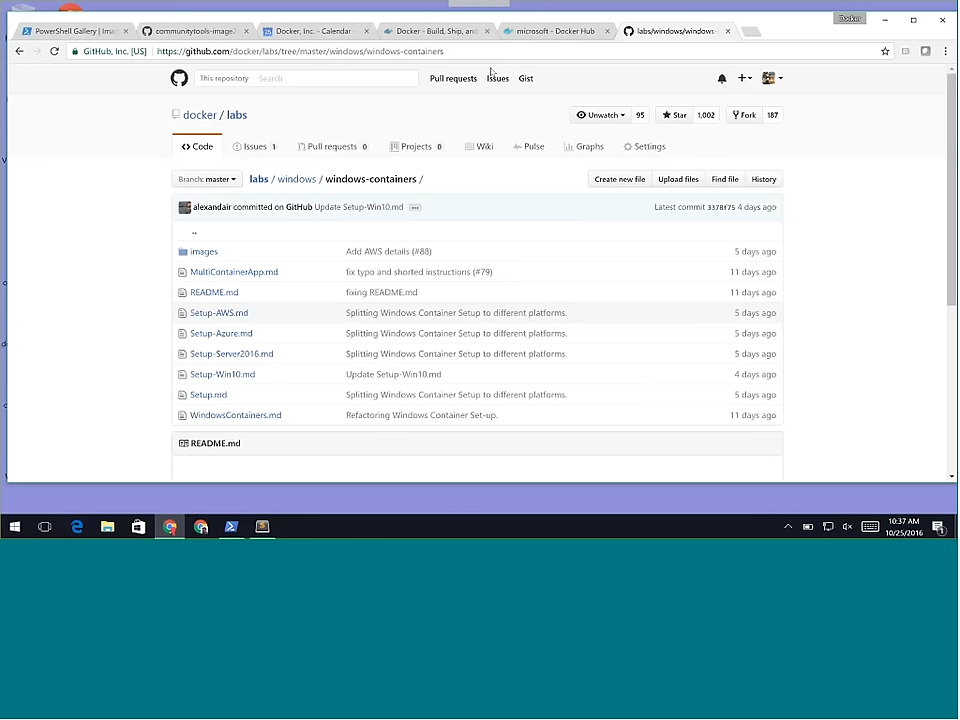 Docker
PowerShell Gallery | Ima
communitytools-image2
Docker, Inc. - Calendar
Docker - Build, Ship, and
microsoft - Docker Hub
labs/windows/windows-
GitHub, Inc. [US]
https://github.com/docker/labs/tree/master/windows/windows-containers
This repository
Search
Pull requests
Issues
Gist
docker / labs
Unwatch
95
Star
1,002
Fork
187
Code
Issues 1
Pull requests 0
Projects 0
Wiki
Pulse
Graphs
Settings
Branch: master
labs / windows / windows-containers /
Create new file
Upload files
Find file
History
alexandair committed on GitHub Update Setup-Win10.md
Latest commit 3378f75 4 days ago
..
images
Add AWS details (#88)
5 days ago
MultiContainerApp.md
fix typo and shorted instructions (#79)
11 days ago
README.md
fixing README.md
11 days ago
Setup-AWS.md
Splitting Windows Container Setup to different platforms.
5 days ago
Setup-Azure.md
Splitting Windows Container Setup to different platforms.
5 days ago
Setup-Server2016.md
Splitting Windows Container Setup to different platforms.
5 days ago
Setup-Win10.md
Update Setup-Win10.md
4 days ago
Setup.md
Splitting Windows Container Setup to different platforms.
5 days ago
WindowsContainers.md
Refactoring Windows Container Set-up.
11 days ago
README.md
10:37 AM
10/25/2016